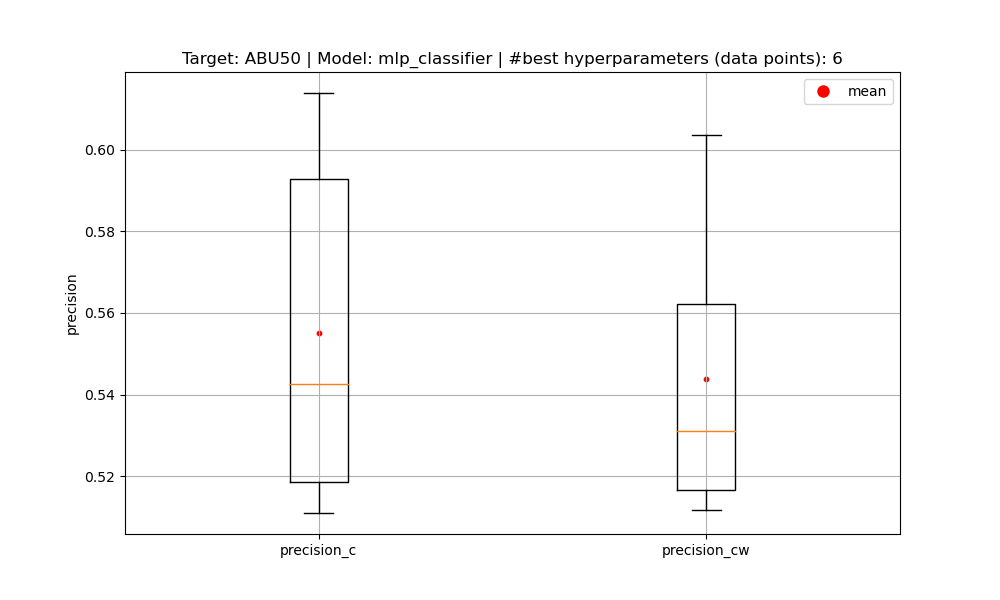 Target: ABU50 | Model: mlp_classifier | #best hyperparameters (data points): 6
mean
0.60
0.58
0.56
0.54
0.52
precision
precision_c
precision_cw